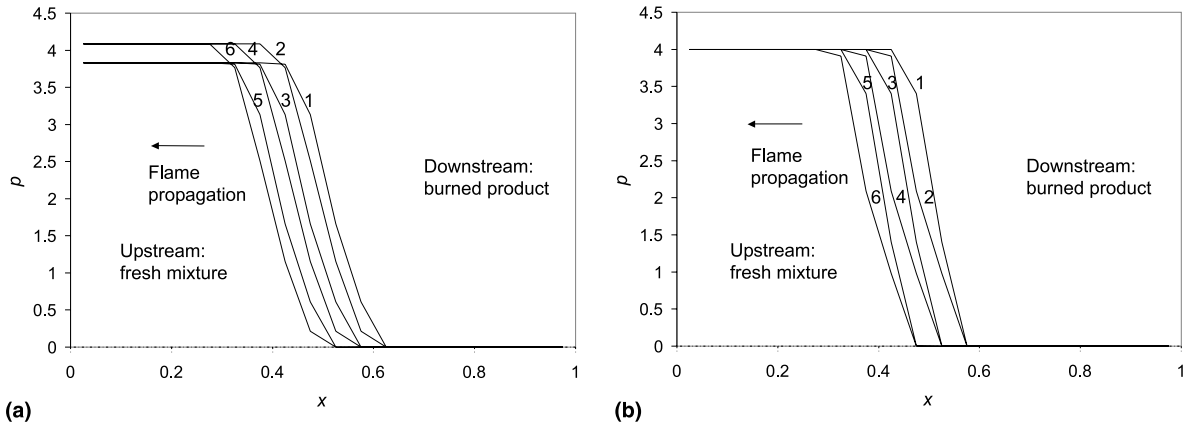 4.5
4
3.5
3
2.5
2
1.5
1
0.5
0
p
6 4 2
5 3 1
Flame
propagation
Downstream:
burned product
Upstream:
fresh mixture
0 0.2 0.4 0.6 0.8 1
x
(a)
4.5
4
3.5
3
2.5
2
1.5
1
0.5
0
p
5 3 1
6 4 2
Flame
propagation
Downstream:
burned product
Upstream:
fresh mixture
0 0.2 0.4 0.6 0.8 1
x
(b)